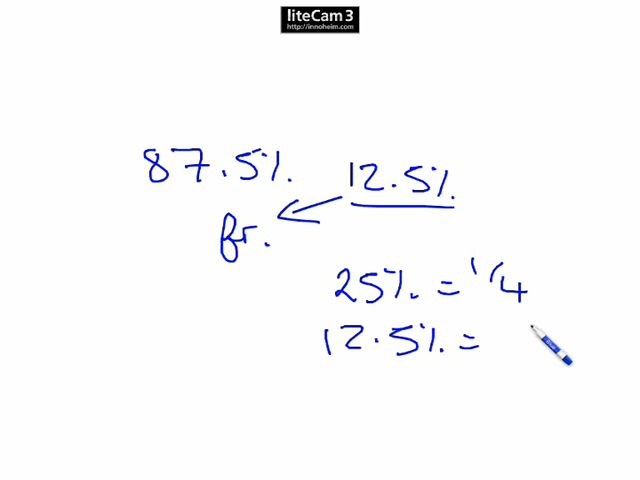 liteCam 3
http://innoheim.com/
87.5%. 12.5%.
fr.
25%. = 1/4
12.5%. =